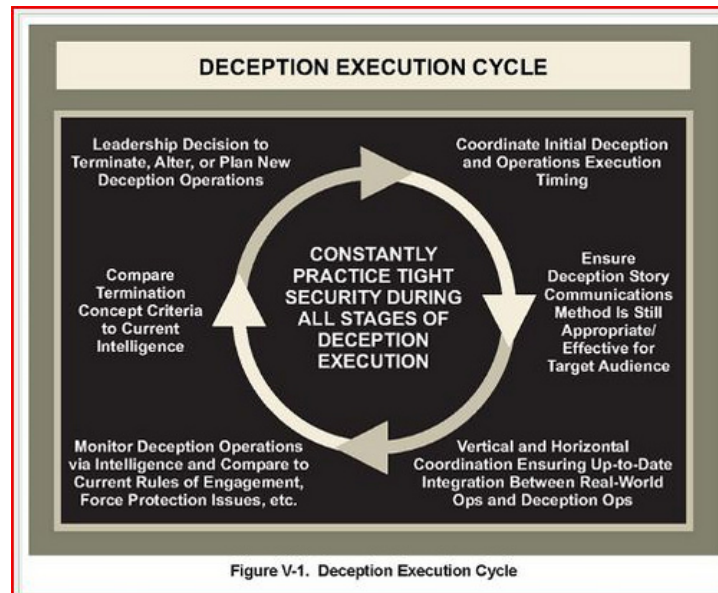 DECEPTION EXECUTION CYCLE
Leadership Decision to
Terminate, Alter, or Plan New
Deception Operations
Coordinate Initial Deception
and Operations Execution
Timing
CONSTANTLY
PRACTICE TIGHT
SECURITY DURING
ALL STAGES OF
DECEPTION
EXECUTION
Ensure
Deception Story
Communications
Method Is Still
Appropriate/
Effective for
Target Audience
Compare
Termination
Concept Criteria
to Current
Intelligence
Monitor Deception Operations
via Intelligence and Compare to
Current Rules of Engagement,
Force Protection Issues, etc.
Vertical and Horizontal
Coordination Ensuring Up-to-Date
Integration Between Real-World
Ops and Deception Ops
Figure V-1. Deception Execution Cycle